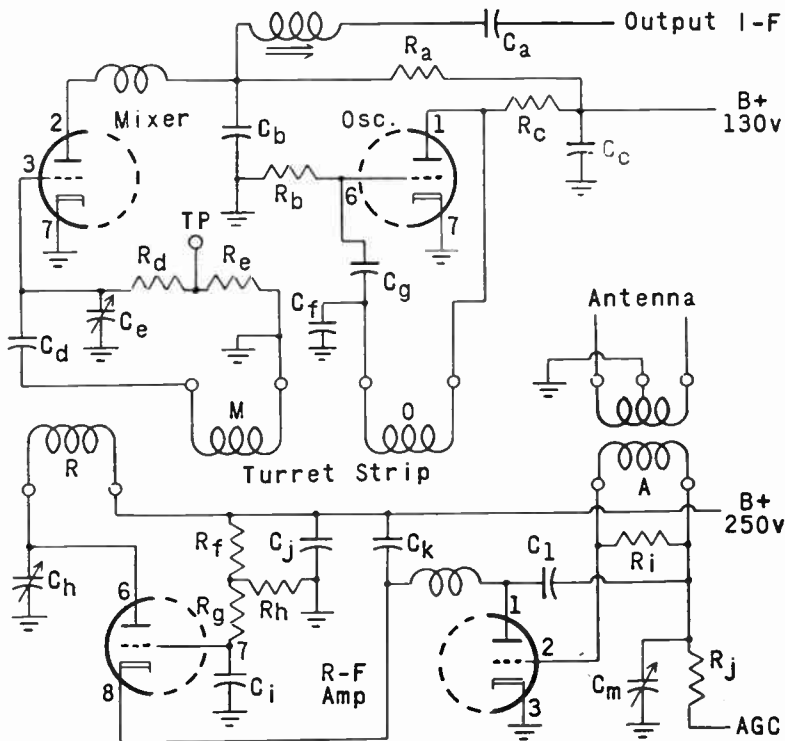 Output I-F
Ca
Ra
2
Mixer
Cb
Osc.
1
Rc
B+
130v
3
Cc
Rb
6
7
7
TP
Rd
Re
Cg
Cf
Antenna
Ce
Cd
M
O
Turret Strip
R
A
B+
250v
Rf
Cj
Ck
Cl
Ri
Ch
6
Rg
Rh
1
7
2
8
Ci
R-F
Amp
3
Cm
Rj
AGC